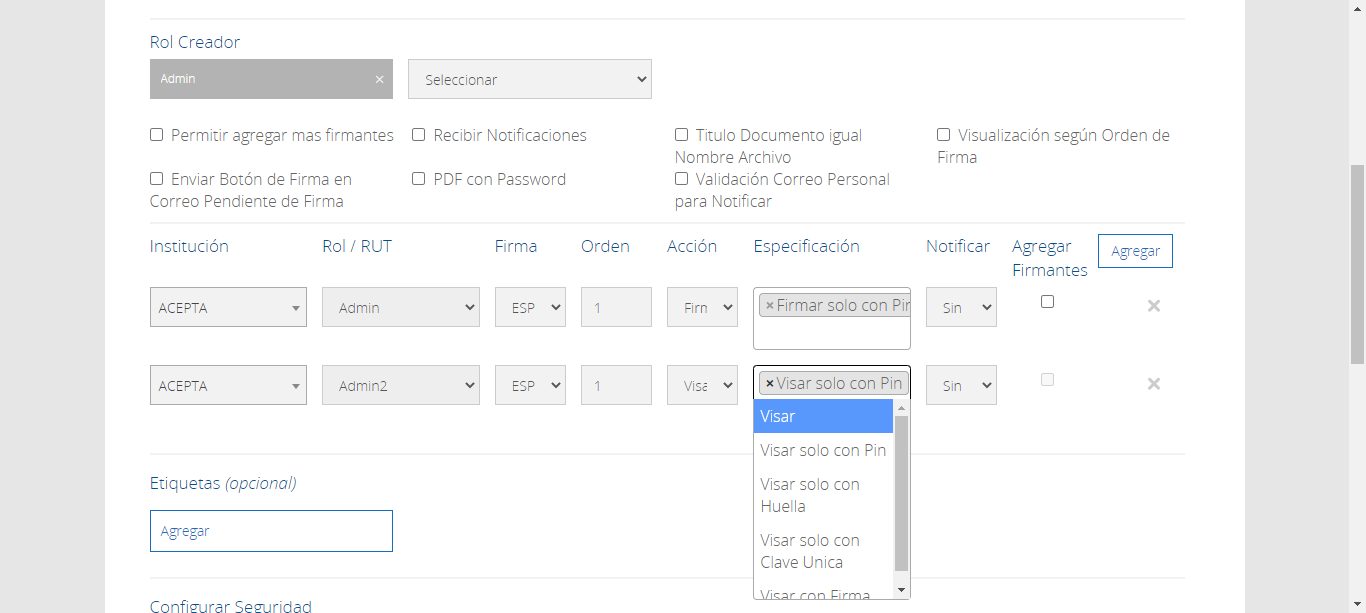 Rol Creador
Admin ×
Seleccionar
Permitir agregar mas firmantes
Recibir Notificaciones
Titulo Documento igual
Nombre Archivo
Visualización según Orden de
Firma
Enviar Botón de Firma en
Correo Pendiente de Firma
PDF con Password
Validación Correo Personal
para Notificar
Institución
Rol / RUT
Firma
Orden
Acción
Especificación
Notificar
Agregar
Firmantes
Agregar
ACEPTA
Admin
ESP
1
Firm
×Firmar solo con Pin
Sin
×
ACEPTA
Admin2
ESP
1
Visa
×Visar solo con Pin
Sin
×
Visar
Visar solo con Pin
Visar solo con
Huella
Visar solo con
Clave Unica
Visar con Firma
Etiquetas (opcional)
Agregar
Configurar Seguridad